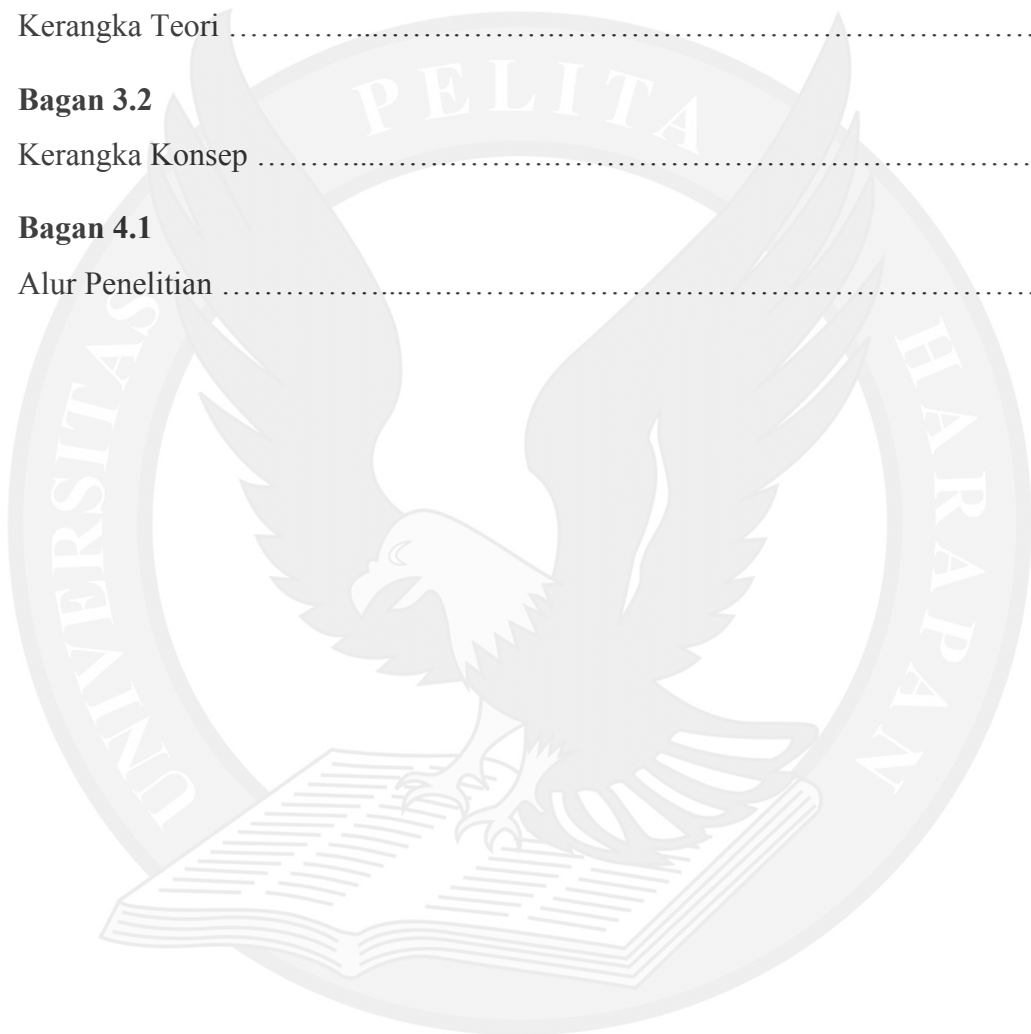 Kerangka Teori …………..……………………………………………………
PELITA
Bagan 3.2
Kerangka Konsep ………..……………………………………………………
Bagan 4.1
Alur Penelitian ……………..…………………………………………………
UNIVERSITAS
HARAPAN